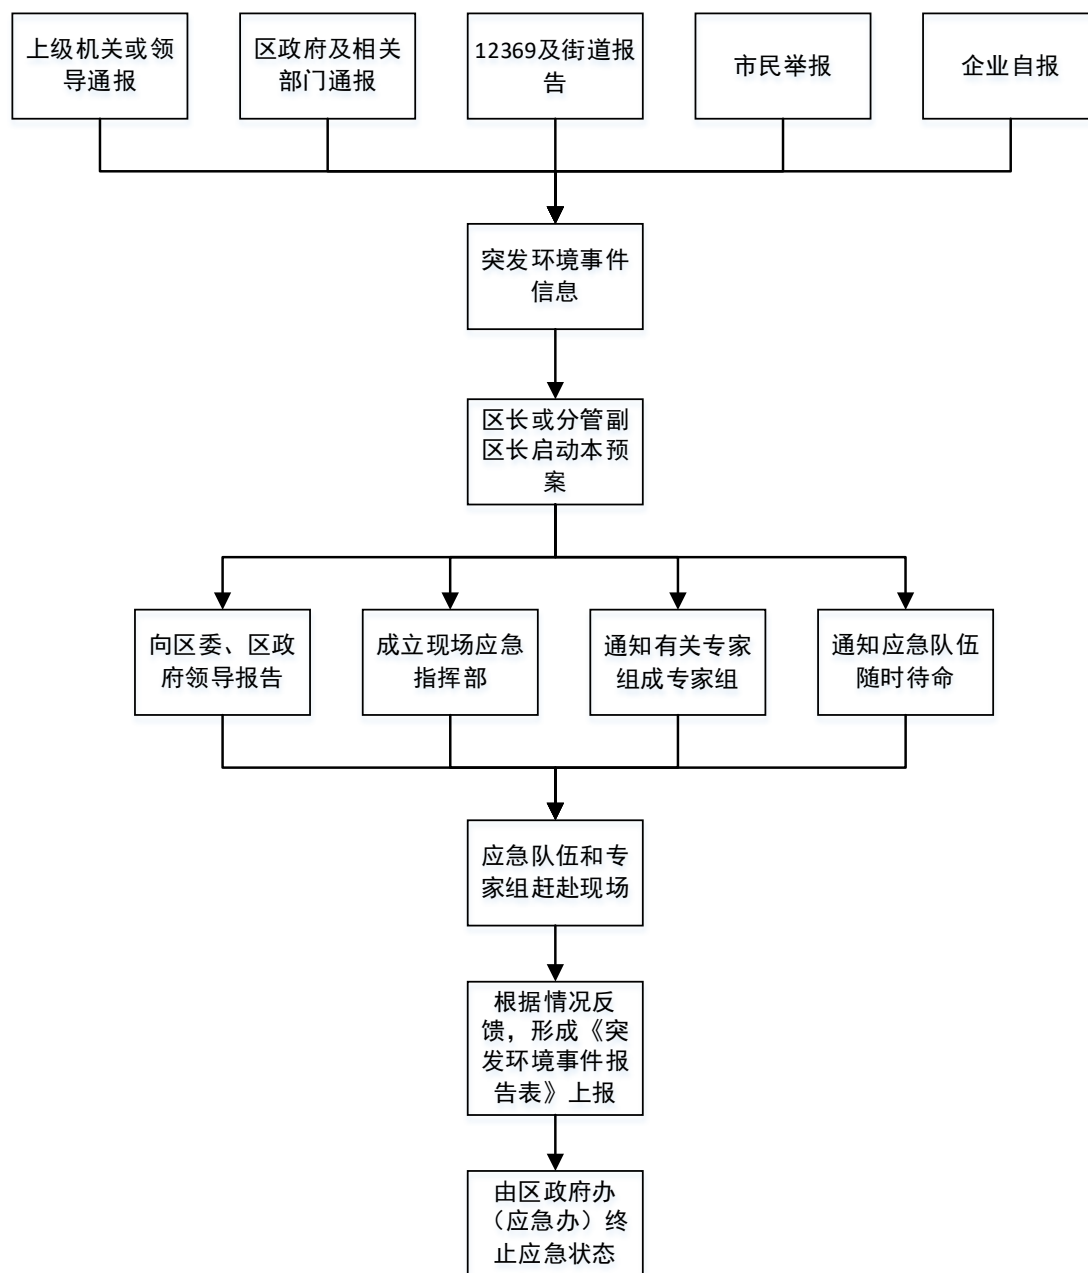 上级机关或领
导通报
区政府及相关
部门通报
12369及街道报
告
市民举报
企业自报
突发环境事件
信息
区长或分管副
区长启动本预
案
向区委、区政
府领导报告
成立现场应急
指挥部
通知有关专家
组成专家组
通知应急队伍
随时待命
应急队伍和专
家组赶赴现场
根据情况反
馈，形成《突
发环境事件报
告表》上报
由区政府办
（应急办）终
止应急状态